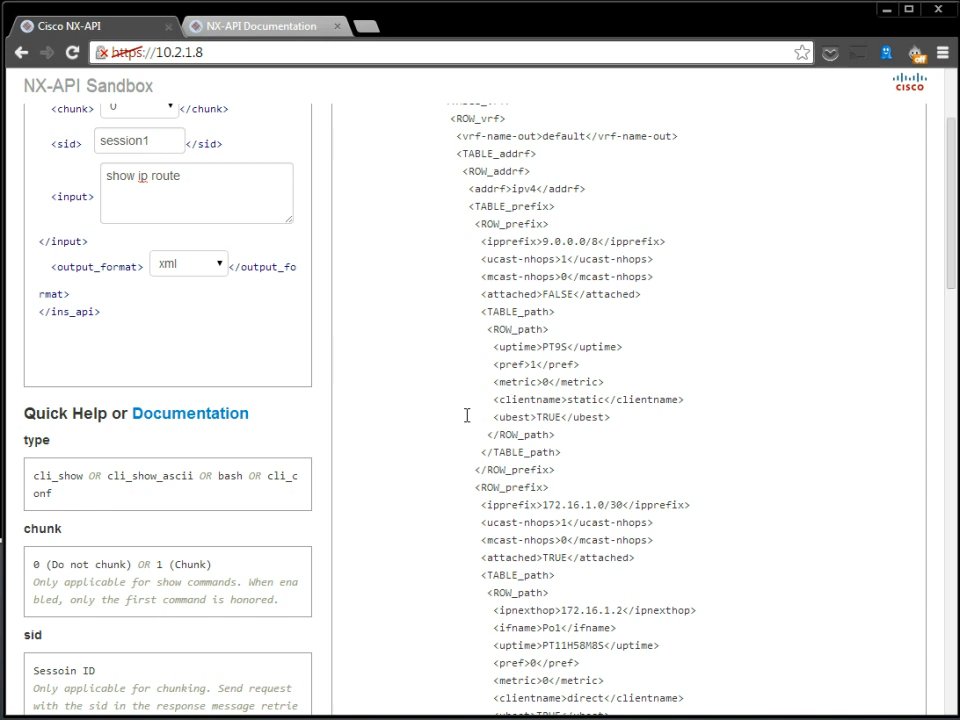 Cisco NX-API
NX-API Documentation
https://10.2.1.8
off
NX-API Sandbox
CISCO
<chunk> 0 </chunk>
<sid> session1 </sid>
<input> show ip route
</input>
<output_format> xml </output_fo
rmat>
</ins_api>
Quick Help or Documentation
type
cli_show OR cli_show_ascii OR bash OR cli_c
onf
chunk
0 (Do not chunk) OR 1 (Chunk)
Only applicable for show commands. When ena
bled, only the first command is honored.
sid
Sessoin ID
Only applicable for chunking. Send request
with the sid in the response message retrie
<ROW_vrf>
<vrf-name-out>default</vrf-name-out>
<TABLE_addrf>
<ROW_addrf>
<addrf>ipv4</addrf>
<TABLE_prefix>
<ROW_prefix>
<ipprefix>9.0.0.0/8</ipprefix>
<ucast-nhops>1</ucast-nhops>
<mcast-nhops>0</mcast-nhops>
<attached>FALSE</attached>
<TABLE_path>
<ROW_path>
<uptime>PT9S</uptime>
<pref>1</pref>
<metric>0</metric>
<clientname>static</clientname>
<ubest>TRUE</ubest>
</ROW_path>
</TABLE_path>
</ROW_prefix>
<ROW_prefix>
<ipprefix>172.16.1.0/30</ipprefix>
<ucast-nhops>1</ucast-nhops>
<mcast-nhops>0</mcast-nhops>
<attached>TRUE</attached>
<TABLE_path>
<ROW_path>
<ipnexthop>172.16.1.2</ipnexthop>
<ifname>Po1</ifname>
<uptime>PT11H58M8S</uptime>
<pref>0</pref>
<metric>0</metric>
<clientname>direct</clientname>